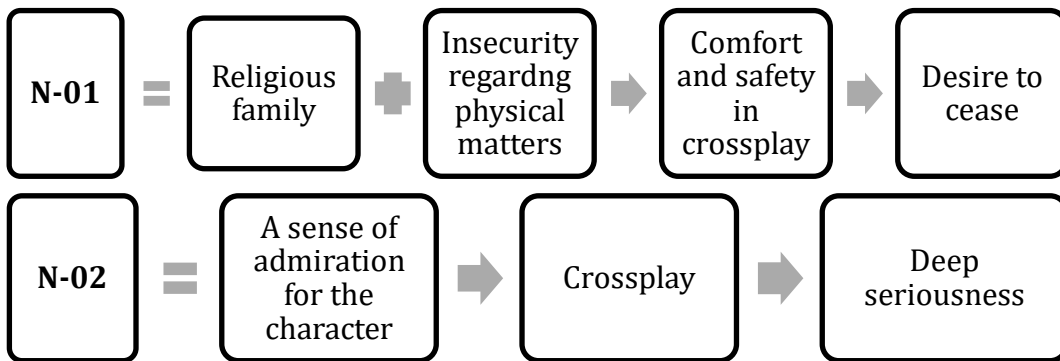 N-01
Religious
family
Insecurity
regardng
physical
matters
Comfort
and safety
in
crossplay
Desire to
cease
N-02
A sense of
admiration
for the
character
Crossplay
Deep
seriousness